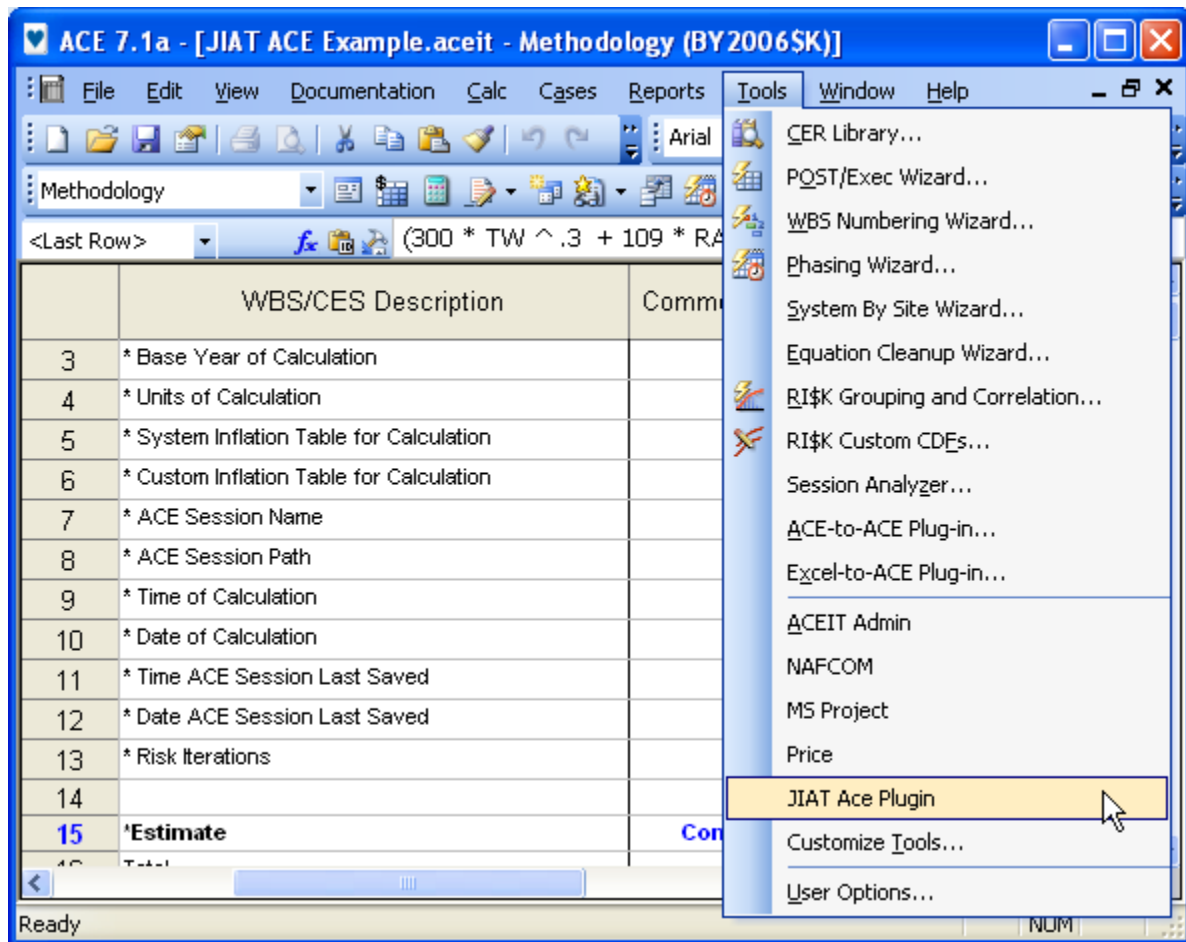 ACE 7.1a - [JIAT ACE Example.aceit - Methodology (BY2006$K)]
File Edit View Documentation Calc Cases Reports Tools Window Help
Arial
Methodology
<Last Row> fx (300 * TW ^ .3 + 109 * RA
WBS/CES Description Comm
3 * Base Year of Calculation
4 * Units of Calculation
5 * System Inflation Table for Calculation
6 * Custom Inflation Table for Calculation
7 * ACE Session Name
8 * ACE Session Path
9 * Time of Calculation
10 * Date of Calculation
11 * Time ACE Session Last Saved
12 * Date ACE Session Last Saved
13 * Risk Iterations
14
15 *Estimate Con
CER Library...
POST/Exec Wizard...
WBS Numbering Wizard...
Phasing Wizard...
System By Site Wizard...
Equation Cleanup Wizard...
RI$K Grouping and Correlation...
RI$K Custom CDFs...
Session Analyzer...
ACE-to-ACE Plug-in...
Excel-to-ACE Plug-in...
ACEIT Admin
NAFCOM
MS Project
Price
JIAT Ace Plugin
Customize Tools...
User Options...
Ready NUM